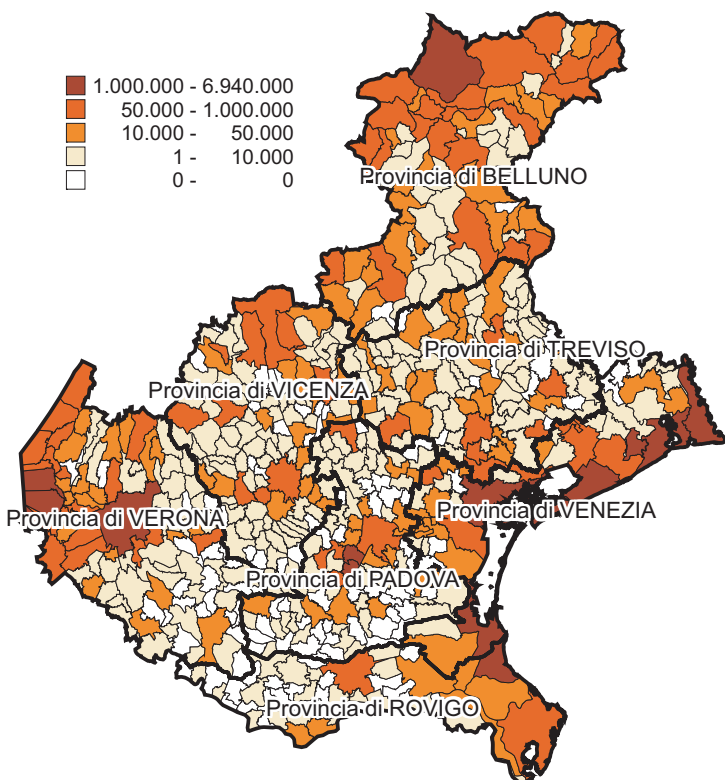 1.000.000 - 6.940.000
50.000 - 1.000.000
10.000 - 50.000
1 - 10.000
0 - 0
Provincia di BELLUNO
Provincia di TREVISO
Provincia di VICENZA
Provincia di VENEZIA
Provincia di VERONA
Provincia di PADOVA
Provincia di ROVIGO